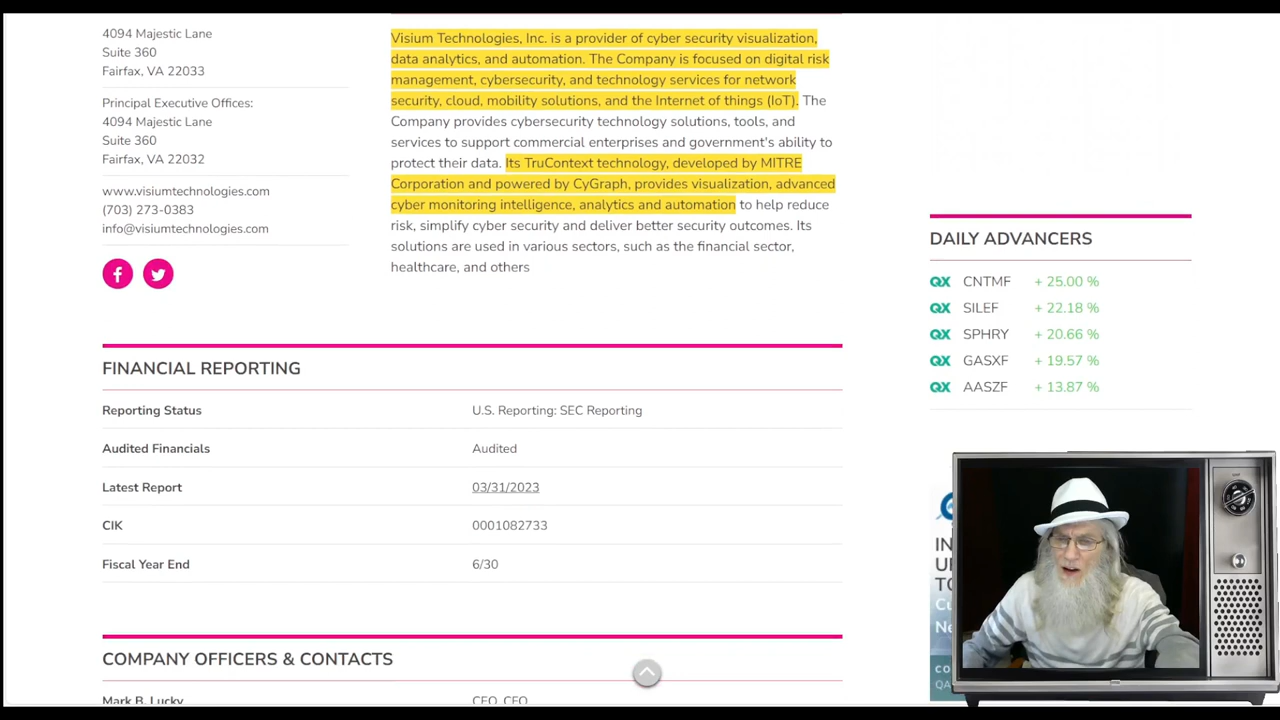 4094 Majestic Lane
Suite 360
Fairfax, VA 22033
Principal Executive Offices:
4094 Majestic Lane
Suite 360
Fairfax, VA 22032
www.visiumtechnologies.com
(703) 273-0383
info@visiumtechnologies.com
Visium Technologies, Inc. is a provider of cyber security visualization,
data analytics, and automation. The Company is focused on digital risk
management, cybersecurity, and technology services for network
security, cloud, mobility solutions, and the Internet of things (IoT). The
Company provides cybersecurity technology solutions, tools, and
services to support commercial enterprises and government's ability to
protect their data. Its TruContext technology, developed by MITRE
Corporation and powered by CyGraph, provides visualization, advanced
cyber monitoring intelligence, analytics and automation to help reduce
risk, simplify cyber security and deliver better security outcomes. Its
solutions are used in various sectors, such as the financial sector,
healthcare, and others
FINANCIAL REPORTING
Reporting Status U.S. Reporting: SEC Reporting
Audited Financials Audited
Latest Report 03/31/2023
CIK 0001082733
Fiscal Year End 6/30
COMPANY OFFICERS & CONTACTS
Mark B. Lucky CEO, CFO
DAILY ADVANCERS
QX CNTMF + 25.00 %
QX SILEF + 22.18 %
QX SPHRY + 20.66 %
QX GASXF + 19.57 %
QX AASZF + 13.87 %